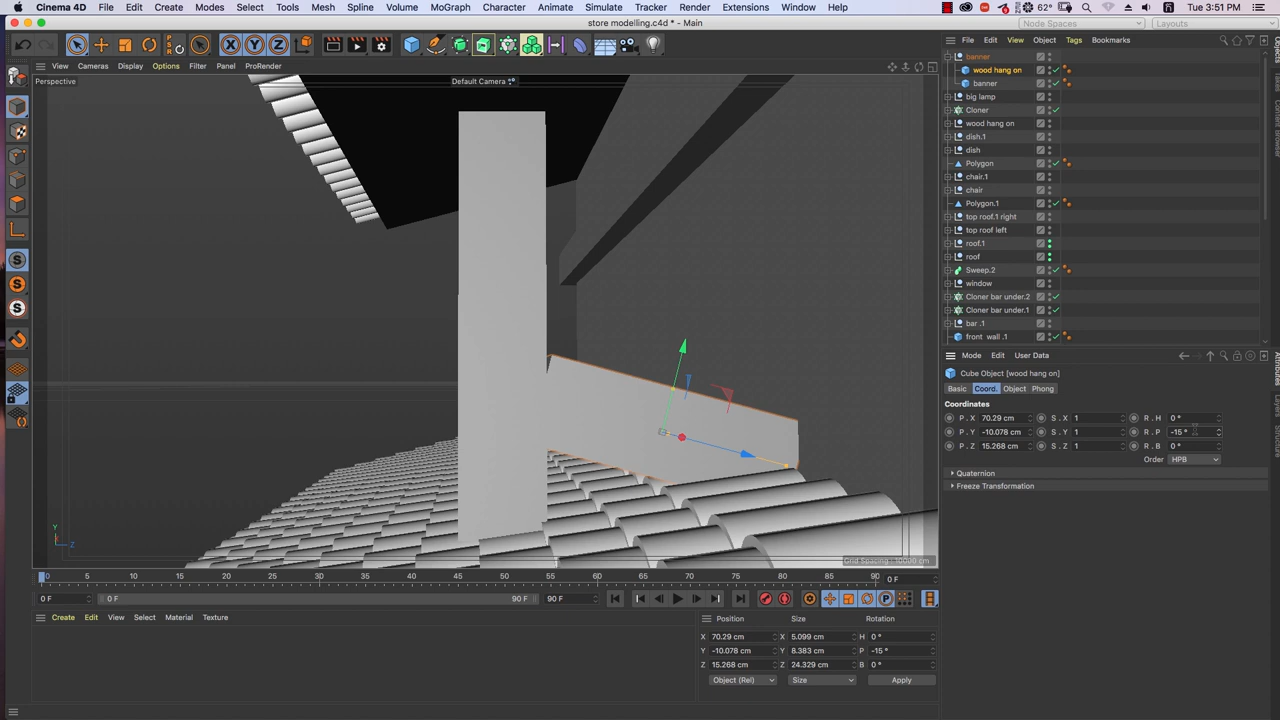 Cinema 4D File Edit Create Modes Select Tools Mesh Spline Volume MoGraph Character Animate Simulate Tracker Render Extensions Window Help 62° Tue 3:51 PM
store modelling.c4d * - Main
Node Spaces Layouts
X Y Z
File Edit View Object Tags Bookmarks
View Cameras Display Options Filter Panel ProRender
Perspective Default Camera
banner
wood hang on
banner
big lamp
Cloner
wood hang on
dish.1
dish
Polygon
chair.1
chair
Polygon.1
top roof.1 right
top roof left
roof.1
roof
Sweep.2
window
Cloner bar under.2
Cloner bar under.1
bar .1
front wall .1
Mode Edit User Data
Cube Object [wood hang on]
Basic Coord. Object Phong
Coordinates
P . X 70.29 cm S . X 1 R . H 0 °
P . Y -10.078 cm S . Y 1 R . P -15 °
P . Z 15.268 cm S . Z 1 R . B 0 °
Order HPB
Quaternion
Freeze Transformation
Y
Z
0 5 10 15 20 25 30 35 40 45 50 55 60 65 70 75 80 85 90 0 F
0 F 0 F 90 F 90 F
Create Edit View Select Material Texture
Position Size Rotation
X 70.29 cm X 5.099 cm H 0 °
Y -10.078 cm Y 8.383 cm P -15 °
Z 15.268 cm Z 24.329 cm B 0 °
Object (Rel) Size Apply